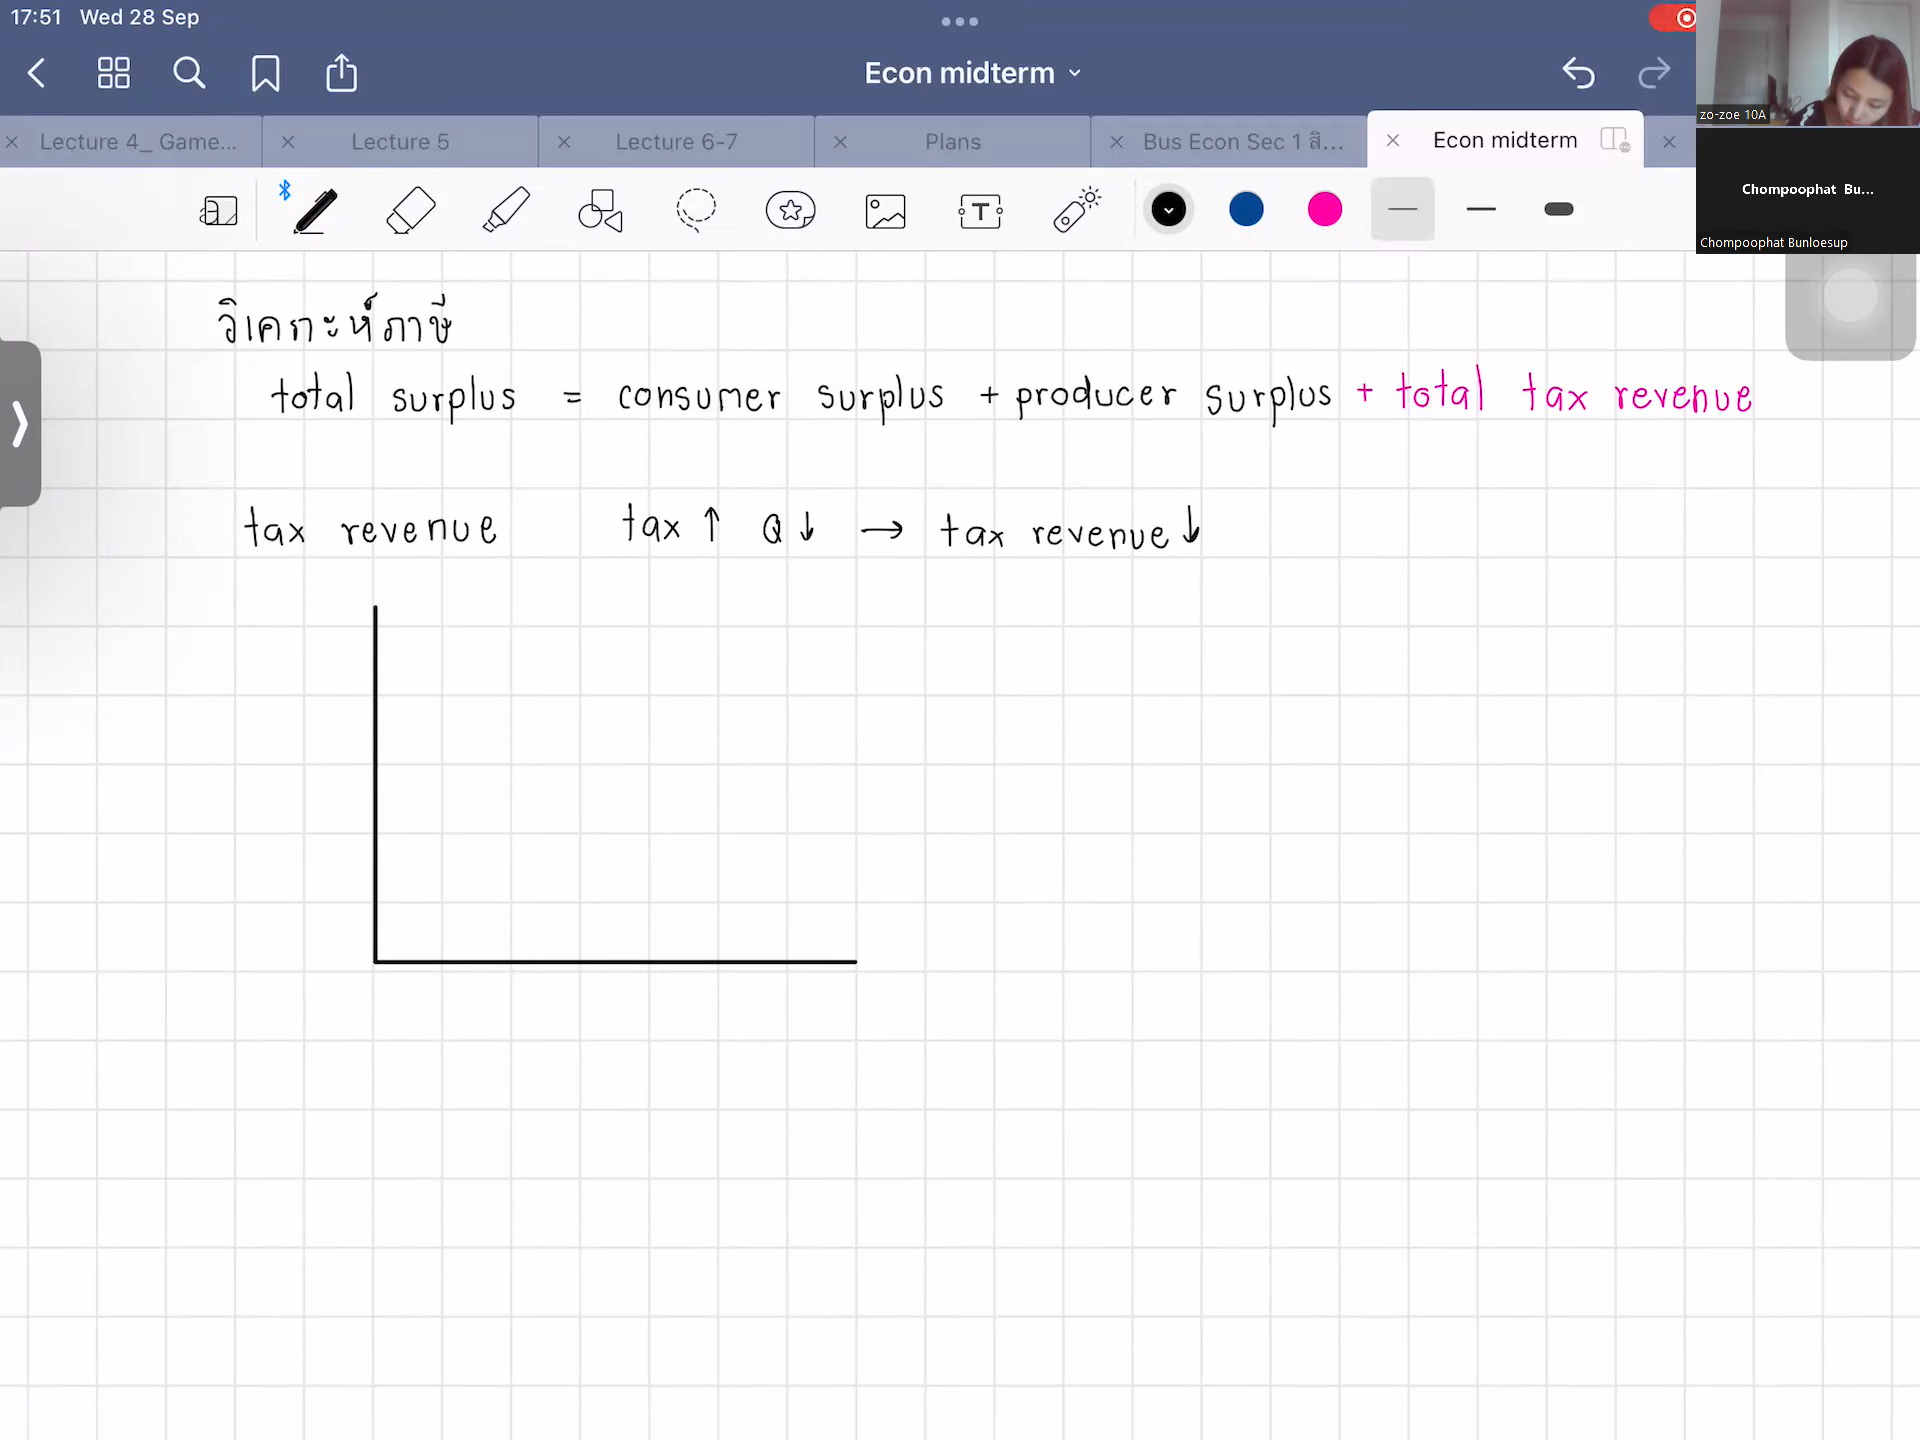 17:51 Wed 28 Sep
Econ midterm
zo-zoe 10A
Lecture 4_ Game...
Lecture 5
Lecture 6-7
Plans
Bus Econ Sec 1 สิ...
Econ midterm
Chompoophat Bu...
Chompoophat Bunloesup
วิเคราะห์ภาษี
total surplus = consumer surplus + producer surplus + total tax revenue
tax revenue tax ↑ Q ↓ → tax revenue ↓